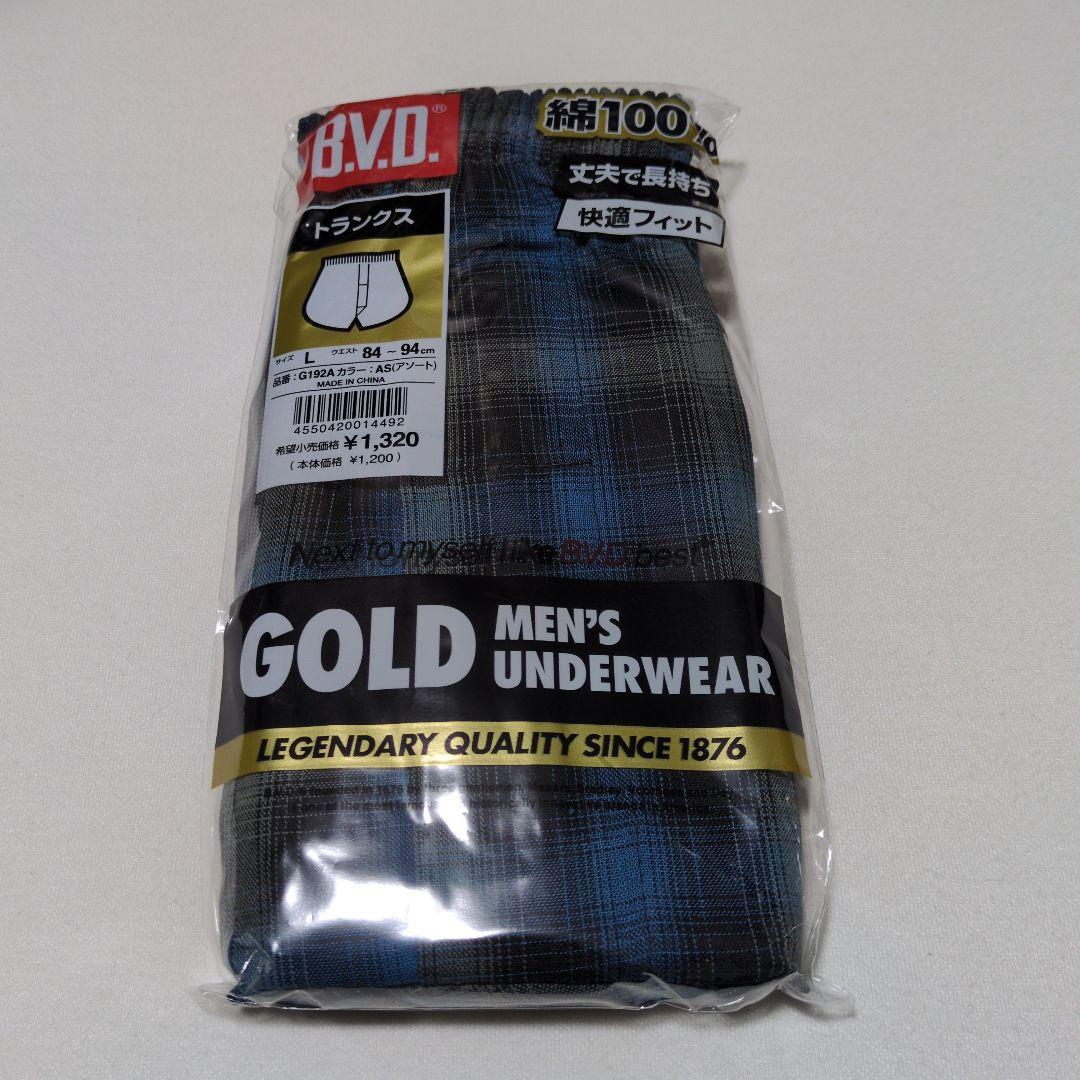 B.V.D.®
綿100%
丈夫で長持ち
快適フィット
トランクス
サイズ L ウエスト 84 ~ 94cm
品番:G192A カラー:AS(アソート)
MADE IN CHINA
4550420014492
希望小売価格 ¥1,320
(本体価格 ¥1,200)
Next to myself I like B.V.D. best
GOLD MEN'S UNDERWEAR
LEGENDARY QUALITY SINCE 1876